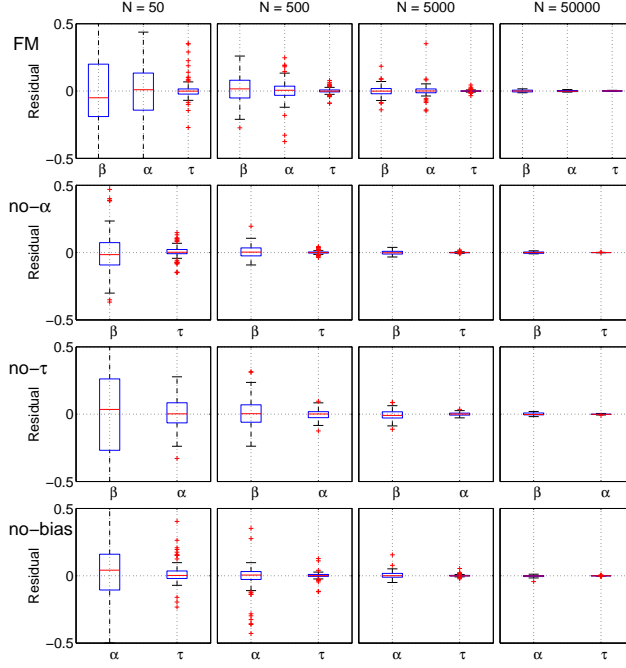 N = 50 N = 500 N = 5000 N = 50000
FM
Residual
0.5
0
−0.5
β α τ β α τ β α τ β α τ
no−α
Residual
0.5
0
−0.5
β τ β τ β τ β τ
no−τ
Residual
0.5
0
−0.5
β α β α β α β α
no−bias
Residual
0.5
0
−0.5
α τ α τ α τ α τ